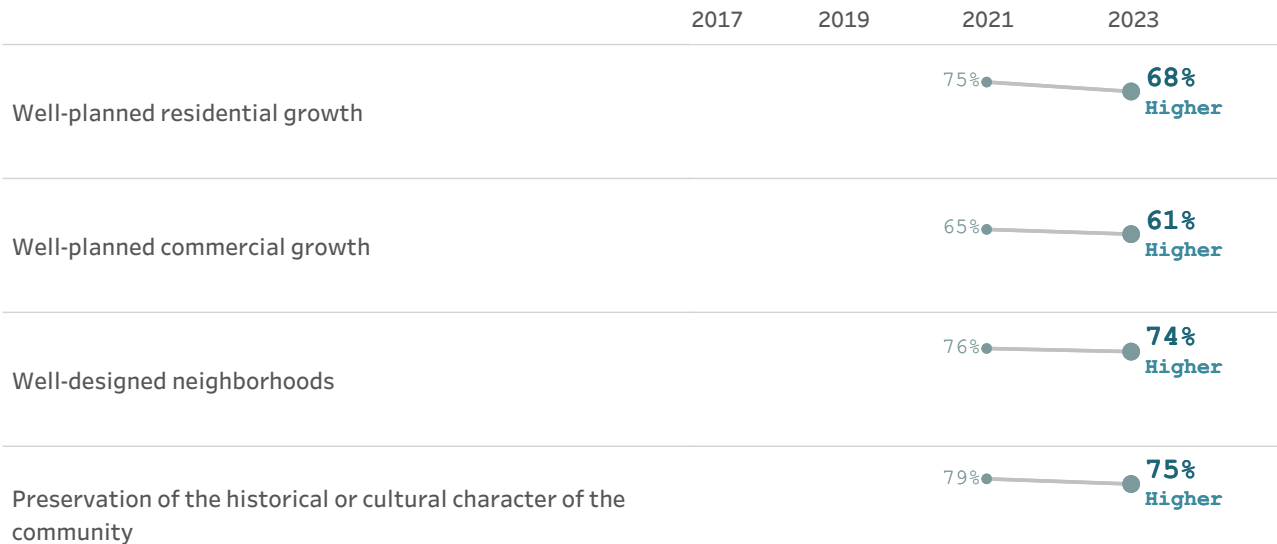 2017 2019 2021 2023
75% 68%
Higher
Well-planned residential growth
65% 61%
Higher
Well-planned commercial growth
76% 74%
Higher
Well-designed neighborhoods
79% 75%
Higher
Preservation of the historical or cultural character of the
community